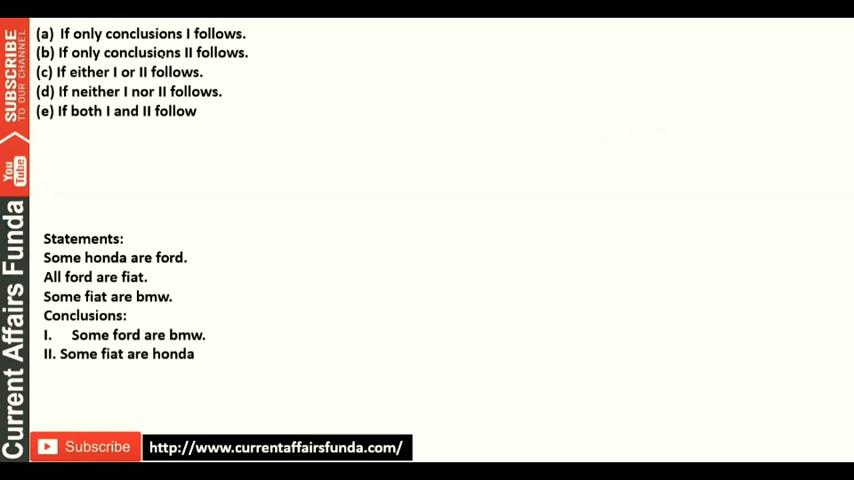 (a) If only conclusions I follows.
(b) If only conclusions II follows.
(c) If either I or II follows.
(d) If neither I nor II follows.
(e) If both I and II follow
Statements:
Some honda are ford.
All ford are fiat.
Some fiat are bmw.
Conclusions:
I. Some ford are bmw.
II. Some fiat are honda
SUBSCRIBE
TO OUR CHANNEL
You
Tube
Current Affairs Funda
Subscribe
http://www.currentaffairsfunda.com/